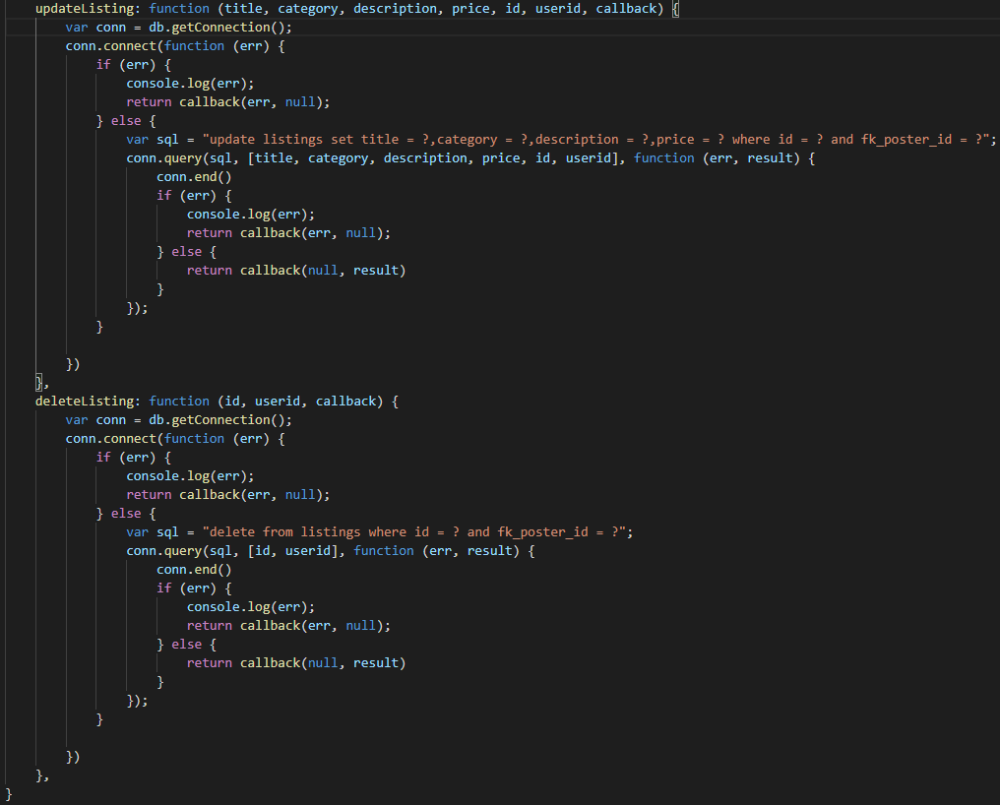 updateListing: function (title, category, description, price, id, userid, callback) {
var conn = db.getConnection();
conn.connect(function (err) {
if (err) {
console.log(err);
return callback(err, null);
} else {
var sql = "update listings set title = ?,category = ?,description = ?,price = ? where id = ? and fk_poster_id = ?";
conn.query(sql, [title, category, description, price, id, userid], function (err, result) {
conn.end()
if (err) {
console.log(err);
return callback(err, null);
} else {
return callback(null, result)
}
});
}
})
},
deleteListing: function (id, userid, callback) {
var conn = db.getConnection();
conn.connect(function (err) {
if (err) {
console.log(err);
return callback(err, null);
} else {
var sql = "delete from listings where id = ? and fk_poster_id = ?";
conn.query(sql, [id, userid], function (err, result) {
conn.end()
if (err) {
console.log(err);
return callback(err, null);
} else {
return callback(null, result)
}
});
}
})
},
}